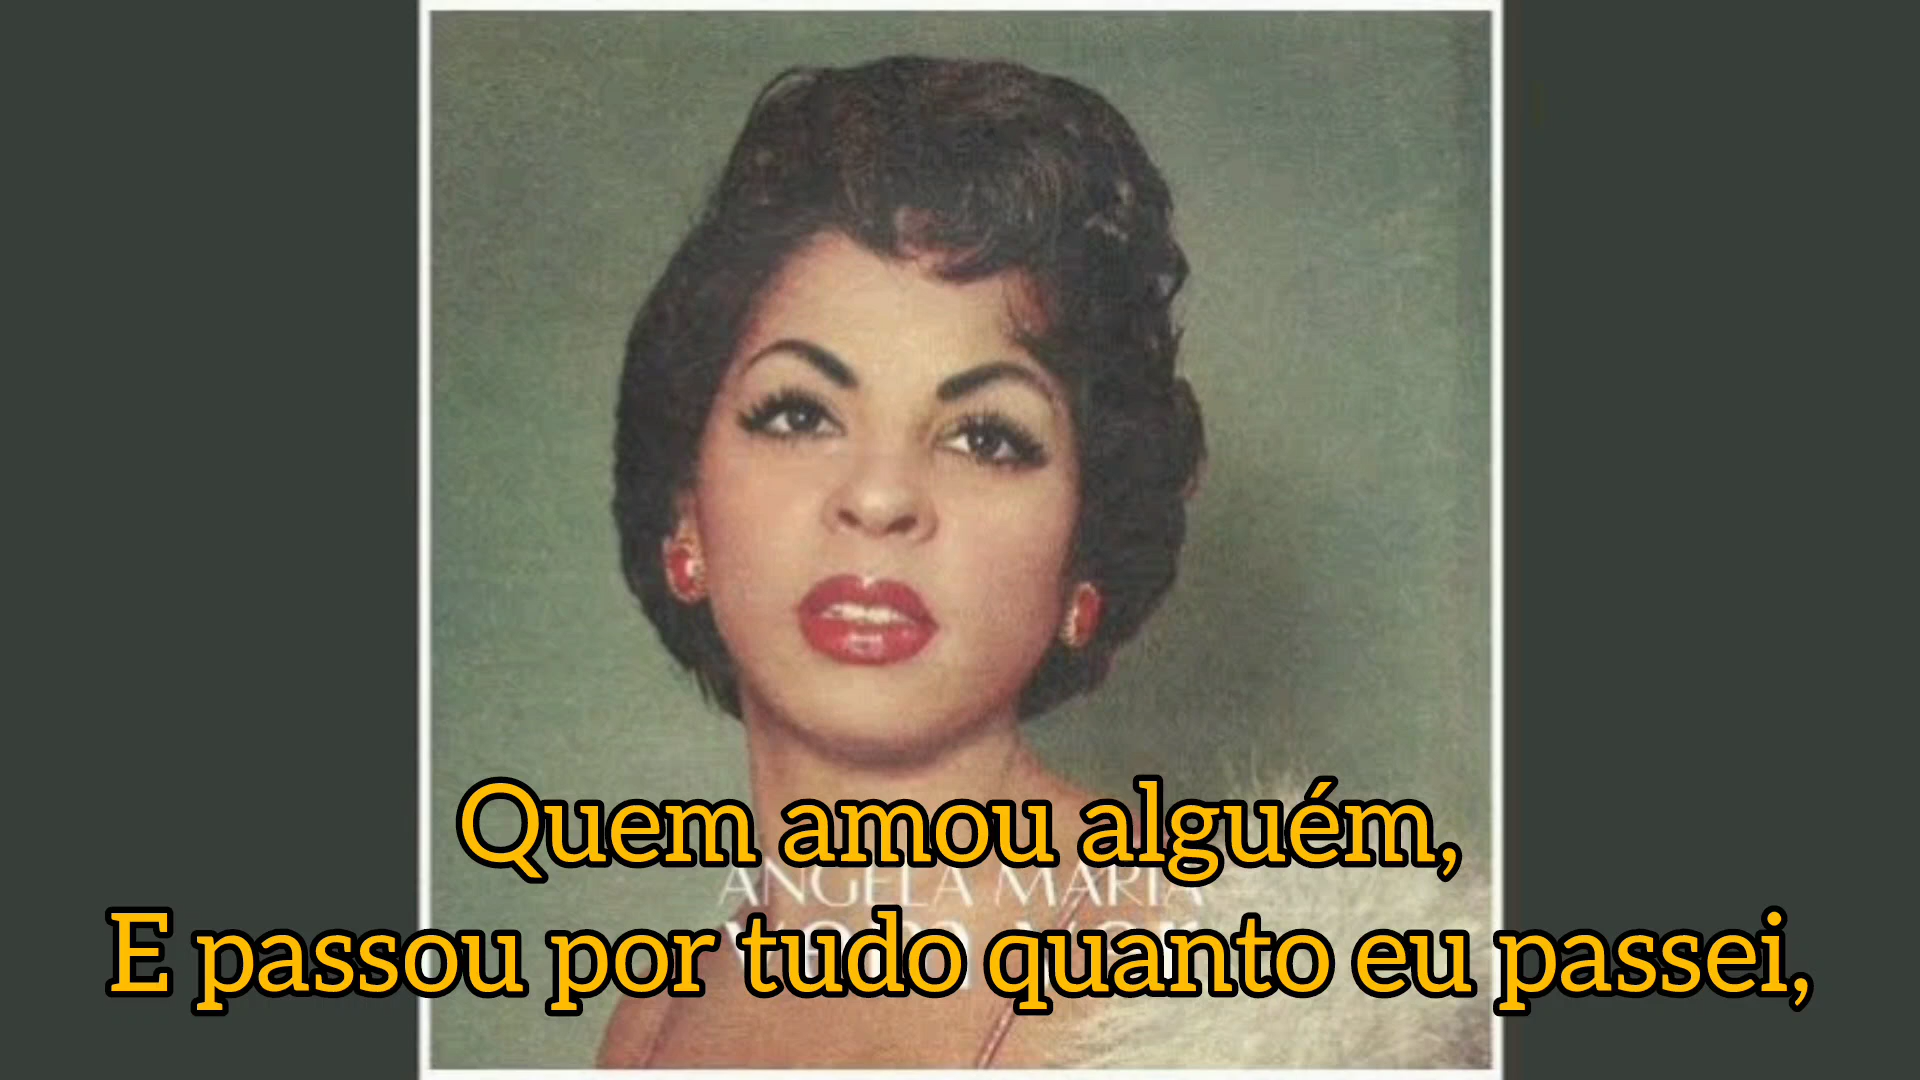 Quem amou alguém,
ANGELA MARIA
E passou por tudo quanto eu passei,